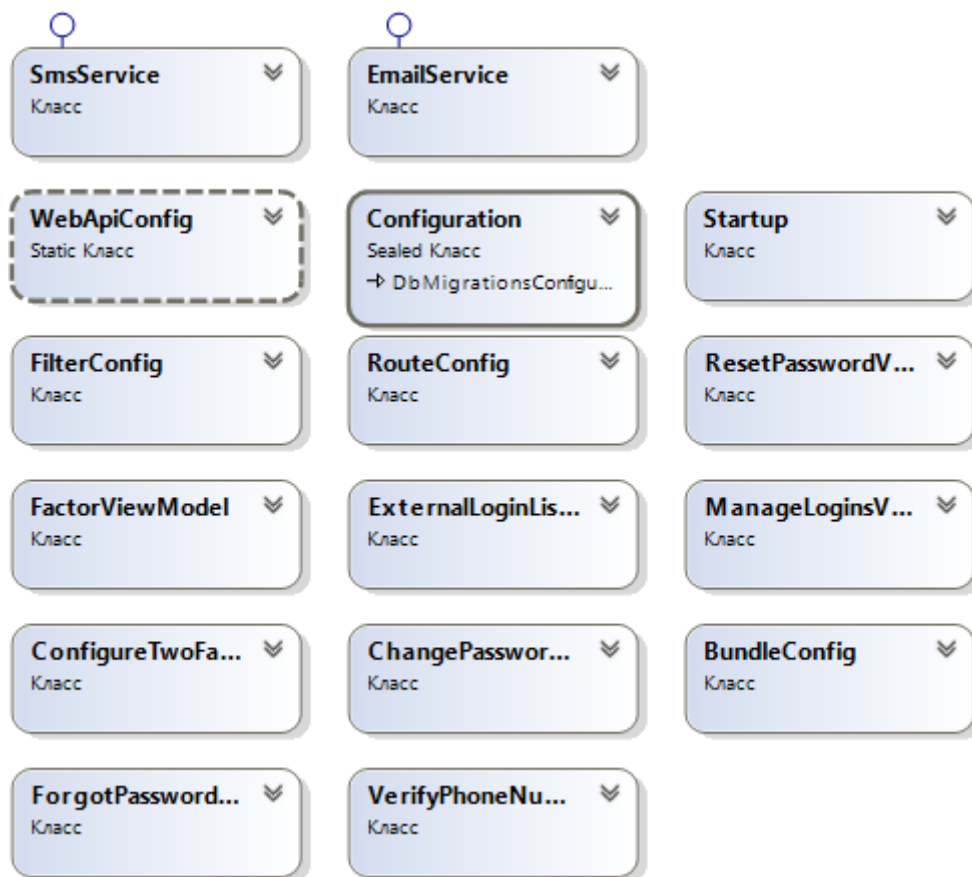 SmsService
Класс
EmailService
Класс
WebApiConfig
Static Класс
Configuration
Sealed Класс
DbMigrationsConfigu...
Startup
Класс
FilterConfig
Класс
RouteConfig
Класс
ResetPasswordV...
Класс
FactorViewModel
Класс
ExternalLoginLis...
Класс
ManageLoginsV...
Класс
ConfigureTwoFa...
Класс
ChangePasswor...
Класс
BundleConfig
Класс
ForgotPassword...
Класс
VerifyPhoneNu...
Класс